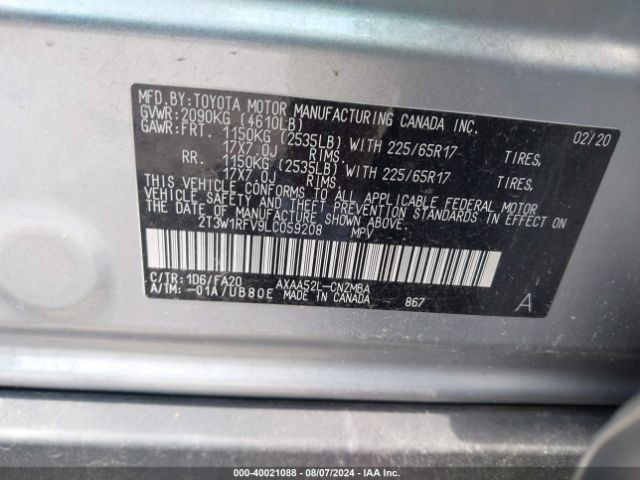 MFD.BY:TOYOTA MOTOR MANUFACTURING CANADA INC.
GVWR:2090KG (4610LB) 02/20
GAWR:FRT. 1150KG (2535LB) WITH 225/65R17 TIRES,
17X7.0J RIMS.
RR. 1150KG (2535LB) WITH 225/65R17 TIRES,
17X7.0J RIMS.
THIS VEHICLE CONFORMS TO ALL APPLICABLE FEDERAL MOTOR
VEHICLE SAFETY AND THEFT PREVENTION STANDARDS IN EFFECT ON
THE DATE OF MANUFACTURE SHOWN ABOVE.
2T3W1RFV9LC059208 MPV
C/TR:1D6/FA20 AXAA52L-CNZMBA
A/TM:-01A/UB80E MADE IN CANADA 867 A
000-40021088 - 08/07/2024 - IAA Inc.